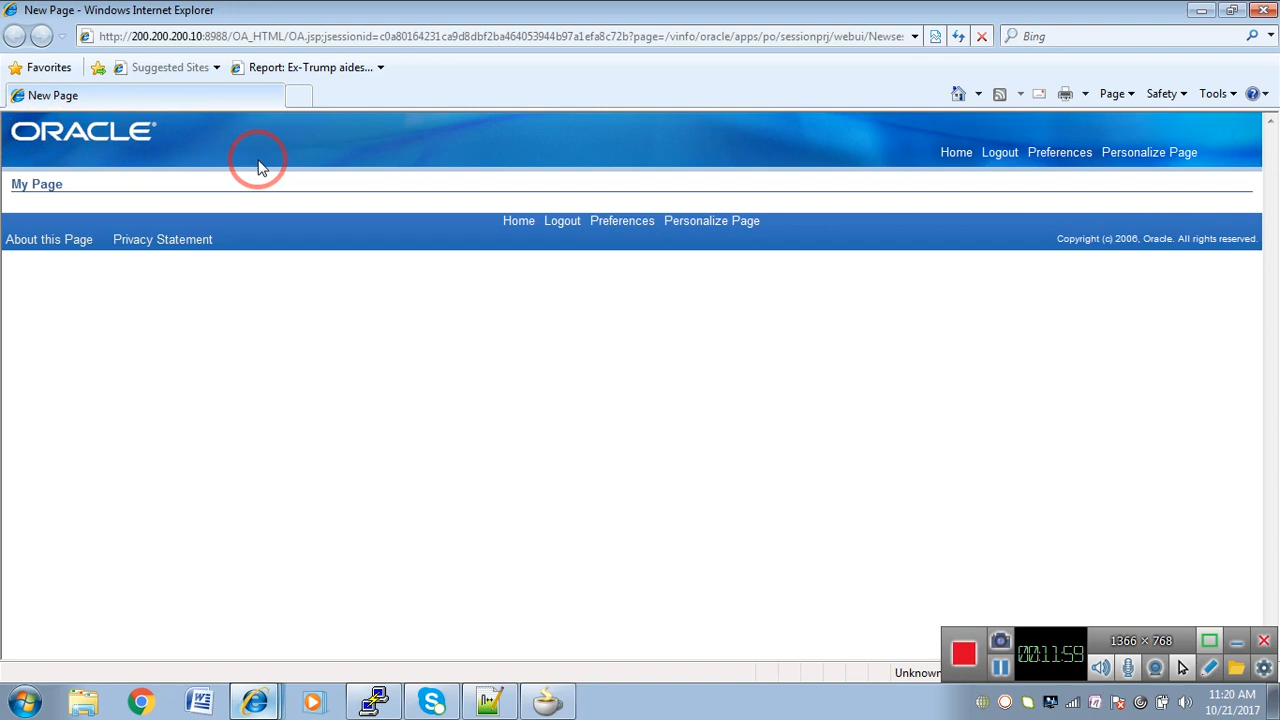 New Page - Windows Internet Explorer
http://200.200.200.10:8988/OA_HTML/OA.jsp;jsessionid=c0a80164231ca9d8dbf2ba464053944b97a1efa8c72b?page=/vinfo/oracle/apps/po/sessionprj/webui/Newses:
Bing
Favorites Suggested Sites Report: Ex-Trump aides...
New Page
Page Safety Tools
ORACLE®
Home Logout Preferences Personalize Page
My Page
Home Logout Preferences Personalize Page
About this Page Privacy Statement Copyright (c) 2006, Oracle. All rights reserved.
1366 × 768
00:11:59
Unknown
11:20 AM
10/21/2017